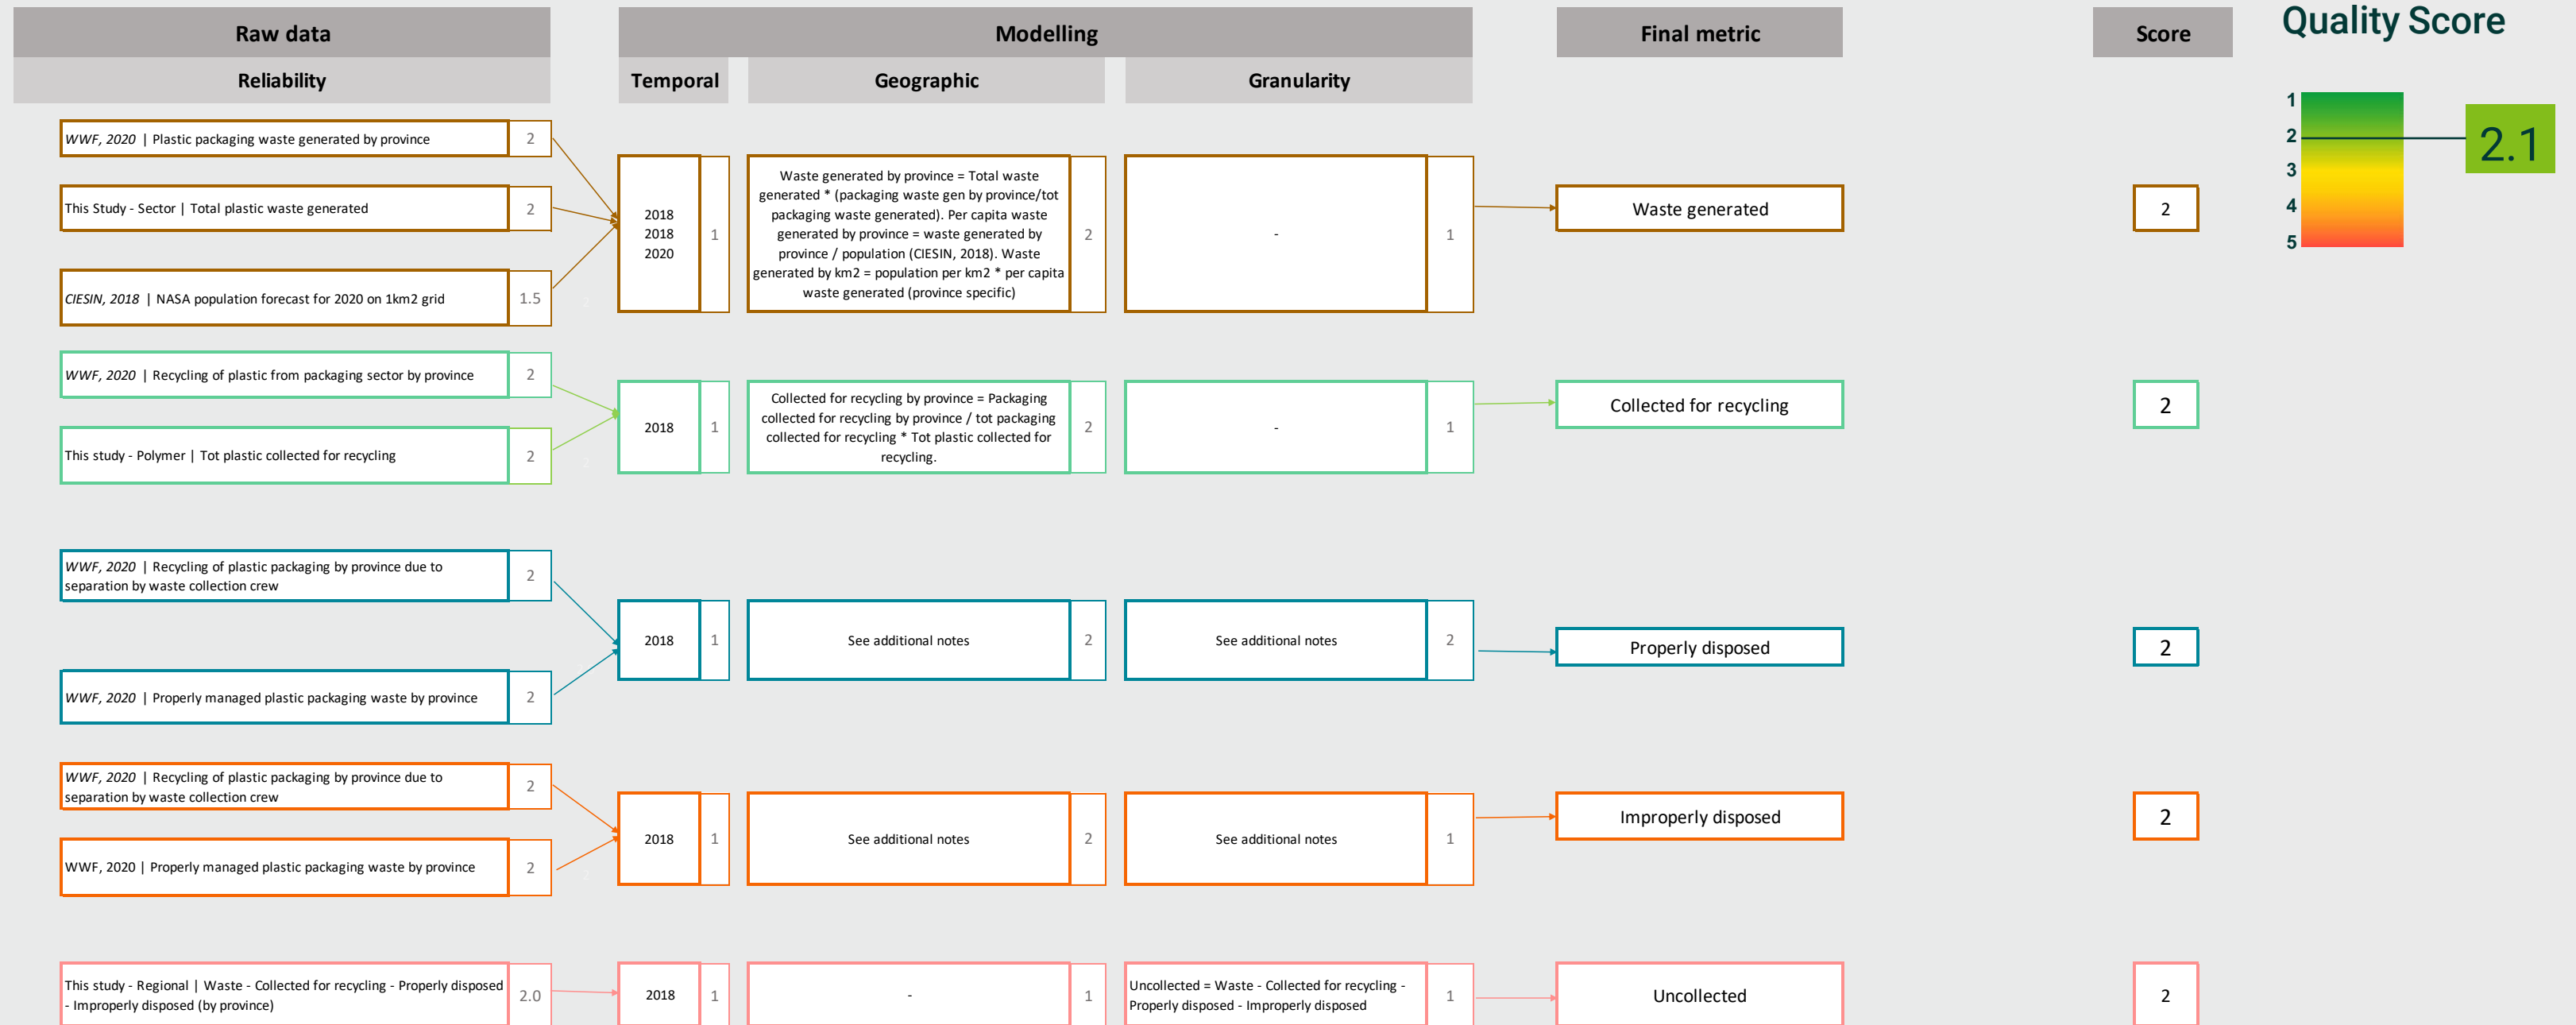 Quality Score
Raw data
Modelling
Final metric
Score
Reliability
Temporal
Geographic
Granularity
1
2
3
4
5
2.1
WWF, 2020 | Plastic packaging waste generated by province
2
This Study - Sector | Total plastic waste generated
2
CIESIN, 2018 | NASA population forecast for 2020 on 1km2 grid
1.5
2018
2018
2020
1
Waste generated by province = Total waste
generated * (packaging waste gen by province/tot
packaging waste generated). Per capita waste
generated by province = waste generated by
province / population (CIESIN, 2018). Waste
generated by km2 = population per km2 * per capita
waste generated (province specific)
2
-
1
Waste generated
2
WWF, 2020 | Recycling of plastic from packaging sector by province
2
This study - Polymer | Tot plastic collected for recycling
2
2018
1
Collected for recycling by province = Packaging
collected for recycling by province / tot packaging
collected for recycling * Tot plastic collected for
recycling.
2
-
1
Collected for recycling
2
WWF, 2020 | Recycling of plastic packaging by province due to
separation by waste collection crew
2
WWF, 2020 | Properly managed plastic packaging waste by province
2
2018
1
See additional notes
2
See additional notes
2
Properly disposed
2
WWF, 2020 | Recycling of plastic packaging by province due to
separation by waste collection crew
2
WWF, 2020 | Properly managed plastic packaging waste by province
2
2018
1
See additional notes
2
See additional notes
1
Improperly disposed
2
This study - Regional | Waste - Collected for recycling - Properly disposed
- Improperly disposed (by province)
2.0
2018
1
-
1
Uncollected = Waste - Collected for recycling -
Properly disposed - Improperly disposed
1
Uncollected
2